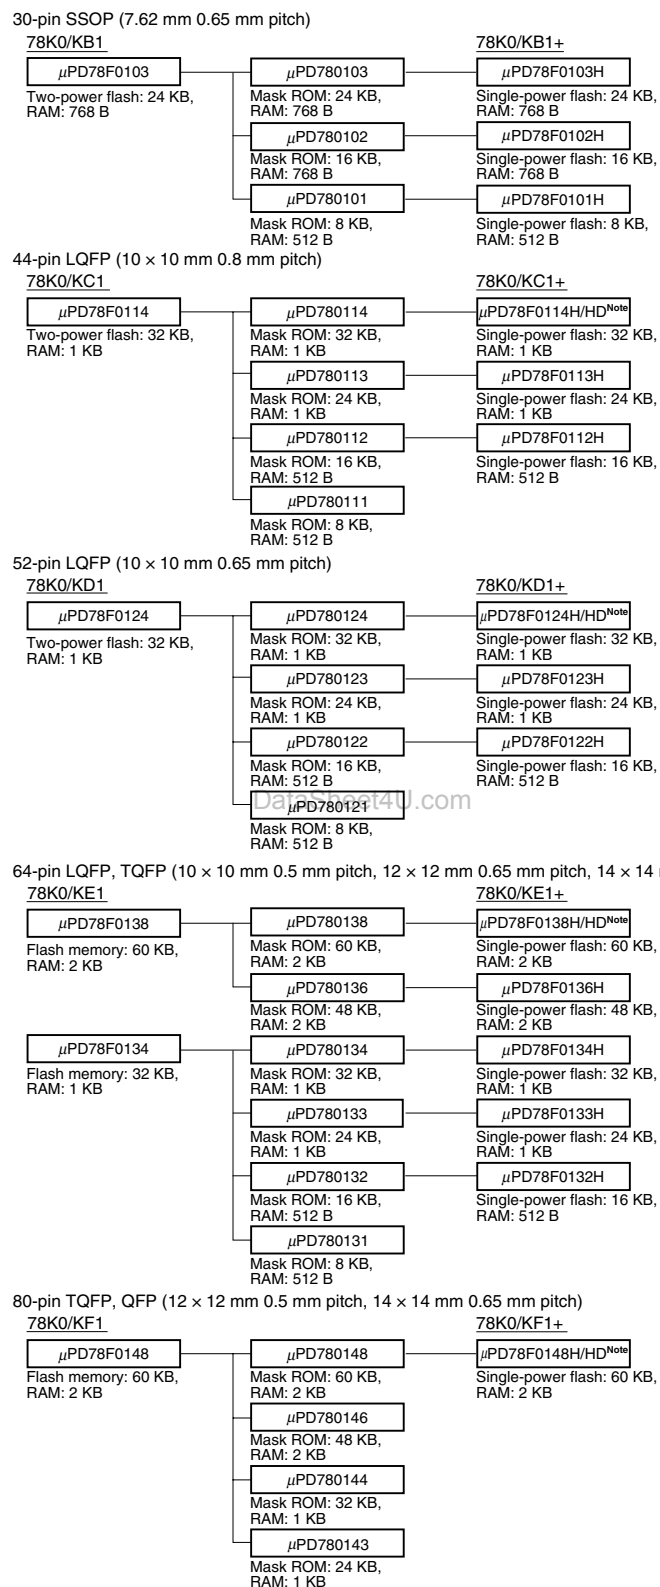 30-pin SSOP (7.62 mm 0.65 mm pitch)
78K0/KB1
78K0/KB1+
μPD78F0103
μPD780103
μPD78F0103H
Two-power flash: 24 KB,
RAM: 768 B
Mask ROM: 24 KB,
RAM: 768 B
Single-power flash: 24 KB,
RAM: 768 B
μPD780102
μPD78F0102H
Mask ROM: 16 KB,
RAM: 768 B
Single-power flash: 16 KB,
RAM: 768 B
μPD780101
μPD78F0101H
Mask ROM: 8 KB,
RAM: 512 B
Single-power flash: 8 KB,
RAM: 512 B
44-pin LQFP (10 × 10 mm 0.8 mm pitch)
78K0/KC1
78K0/KC1+
μPD78F0114
μPD780114
μPD78F0114H/HDNote
Two-power flash: 32 KB,
RAM: 1 KB
Mask ROM: 32 KB,
RAM: 1 KB
Single-power flash: 32 KB,
RAM: 1 KB
μPD780113
μPD78F0113H
Mask ROM: 24 KB,
RAM: 1 KB
Single-power flash: 24 KB,
RAM: 1 KB
μPD780112
μPD78F0112H
Mask ROM: 16 KB,
RAM: 512 B
Single-power flash: 16 KB,
RAM: 512 B
μPD780111
Mask ROM: 8 KB,
RAM: 512 B
52-pin LQFP (10 × 10 mm 0.65 mm pitch)
78K0/KD1
78K0/KD1+
μPD78F0124
μPD780124
μPD78F0124H/HDNote
Two-power flash: 32 KB,
RAM: 1 KB
Mask ROM: 32 KB,
RAM: 1 KB
Single-power flash: 32 KB,
RAM: 1 KB
μPD780123
μPD78F0123H
Mask ROM: 24 KB,
RAM: 1 KB
Single-power flash: 24 KB,
RAM: 1 KB
μPD780122
μPD78F0122H
Mask ROM: 16 KB,
RAM: 512 B
Single-power flash: 16 KB,
RAM: 512 B
DataSheet4U.com
μPD780121
Mask ROM: 8 KB,
RAM: 512 B
64-pin LQFP, TQFP (10 × 10 mm 0.5 mm pitch, 12 × 12 mm 0.65 mm pitch, 14 × 14
78K0/KE1
78K0/KE1+
μPD78F0138
μPD780138
μPD78F0138H/HDNote
Flash memory: 60 KB,
RAM: 2 KB
Mask ROM: 60 KB,
RAM: 2 KB
Single-power flash: 60 KB,
RAM: 2 KB
μPD780136
μPD78F0136H
Mask ROM: 48 KB,
RAM: 2 KB
Single-power flash: 48 KB,
RAM: 2 KB
μPD78F0134
μPD780134
μPD78F0134H
Flash memory: 32 KB,
RAM: 1 KB
Mask ROM: 32 KB,
RAM: 1 KB
Single-power flash: 32 KB,
RAM: 1 KB
μPD780133
μPD78F0133H
Mask ROM: 24 KB,
RAM: 1 KB
Single-power flash: 24 KB,
RAM: 1 KB
μPD780132
μPD78F0132H
Mask ROM: 16 KB,
RAM: 512 B
Single-power flash: 16 KB,
RAM: 512 B
μPD780131
Mask ROM: 8 KB,
RAM: 512 B
80-pin TQFP, QFP (12 × 12 mm 0.5 mm pitch, 14 × 14 mm 0.65 mm pitch)
78K0/KF1
78K0/KF1+
μPD78F0148
μPD780148
μPD78F0148H/HDNote
Flash memory: 60 KB,
RAM: 2 KB
Mask ROM: 60 KB,
RAM: 2 KB
Single-power flash: 60 KB,
RAM: 2 KB
μPD780146
Mask ROM: 48 KB,
RAM: 2 KB
μPD780144
Mask ROM: 32 KB,
RAM: 1 KB
μPD780143
Mask ROM: 24 KB,
RAM: 1 KB